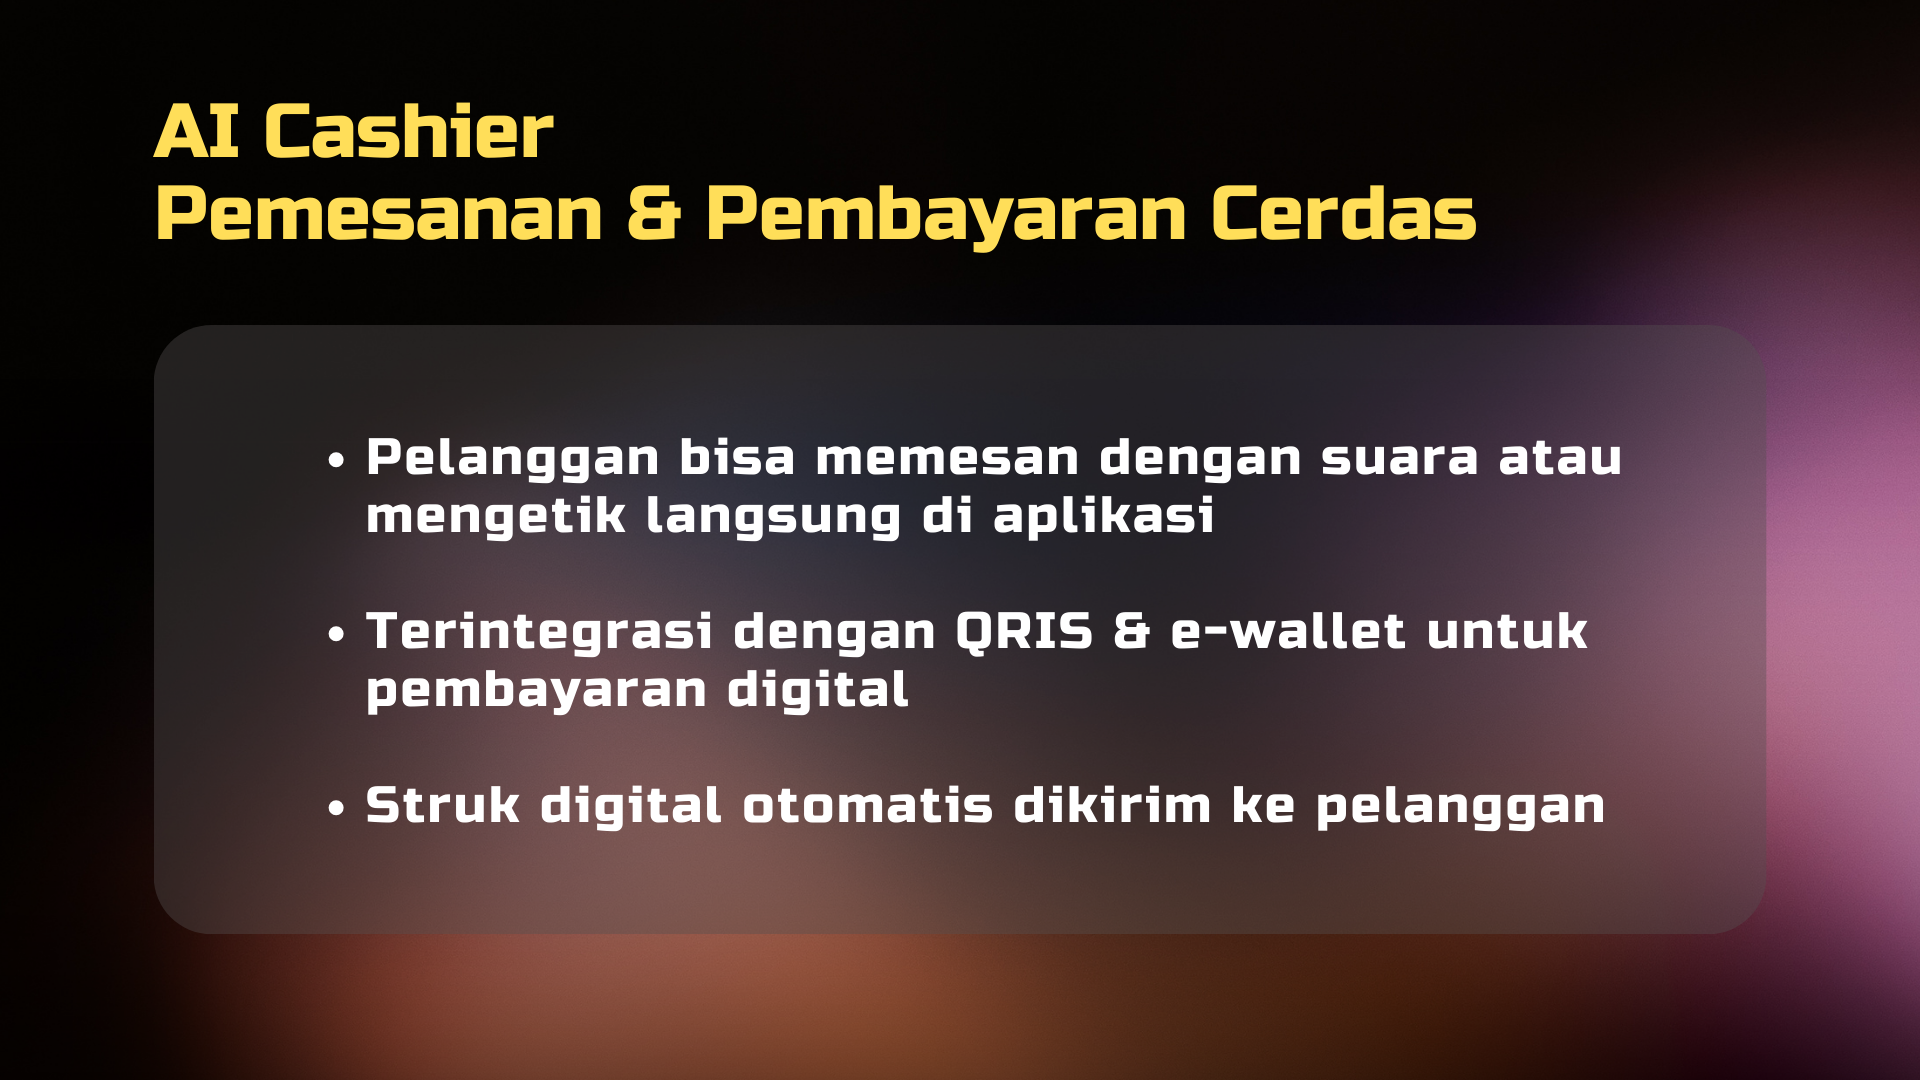 AI Cashier
Pemesanan & Pembayaran Cerdas
• Pelanggan bisa memesan dengan suara atau
mengetik langsung di aplikasi
• Terintegrasi dengan QRIS & e-wallet untuk
pembayaran digital
• Struk digital otomatis dikirim ke pelanggan